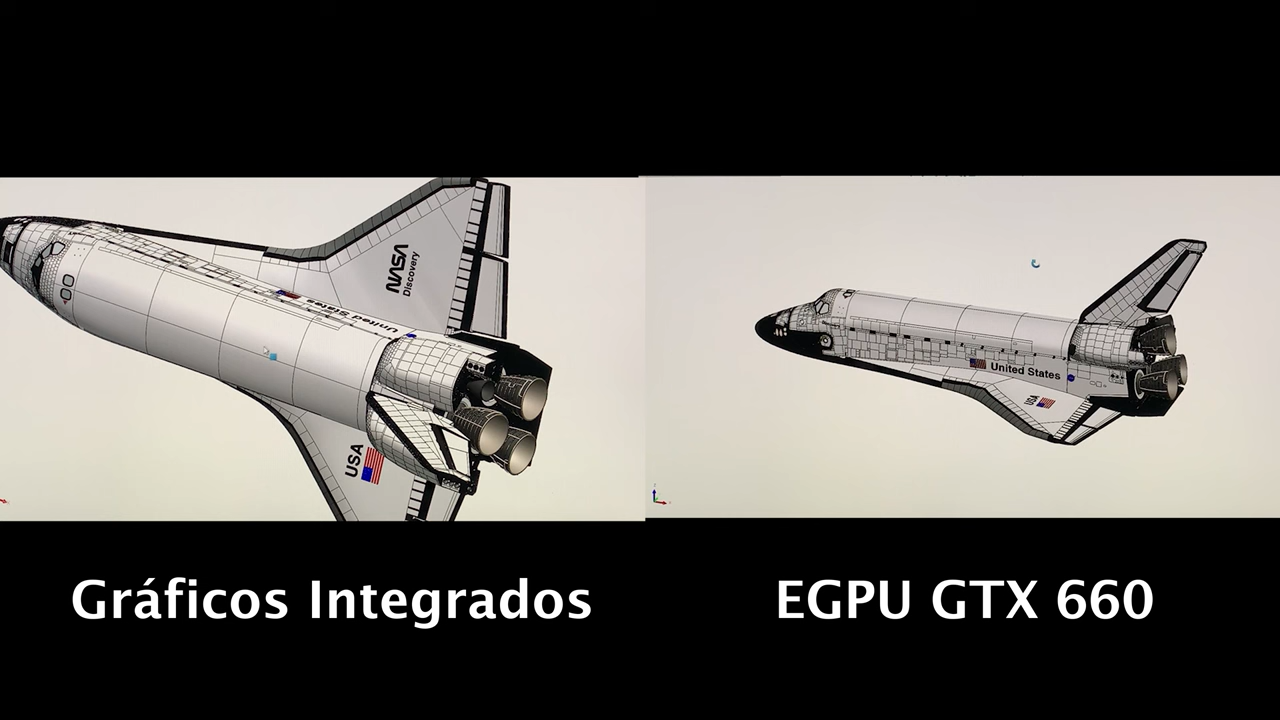 NASA
Discovery
United States
USA
United States
USA
Gráficos Integrados
EGPU GTX 660